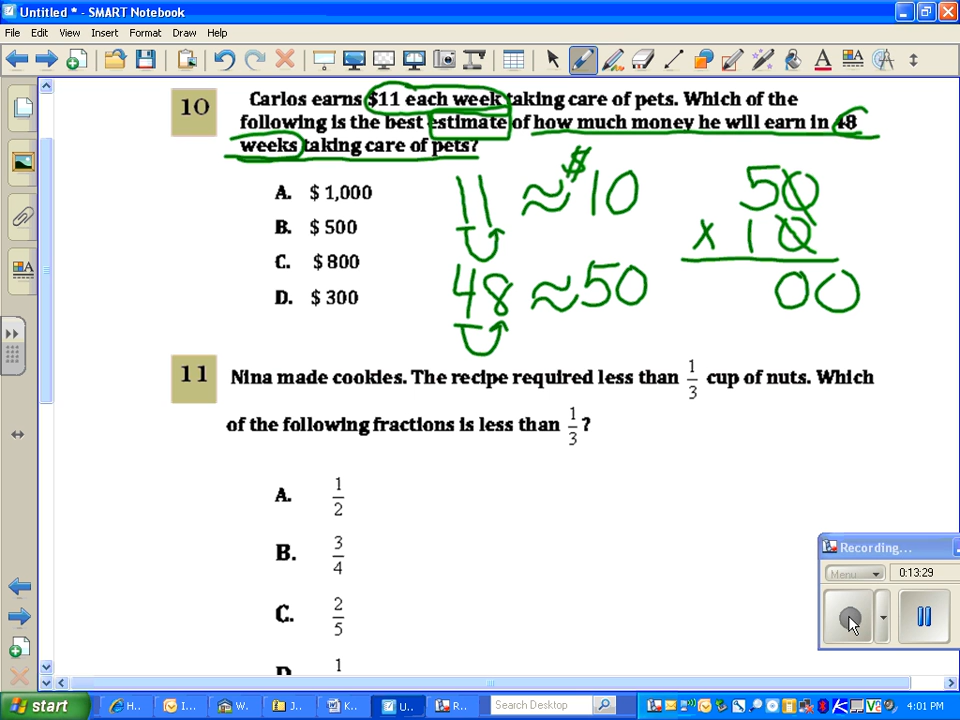 Untitled * - SMART Notebook
File Edit View Insert Format Draw Help
10 Carlos earns $11 each week taking care of pets. Which of the
following is the best estimate of how much money he will earn in 48
weeks taking care of pets?
A. $ 1,000
B. $ 500
C. $ 800
D. $ 300
11 ≈ $10
48 ≈ 50
50
x 10
00
11 Nina made cookies. The recipe required less than 1/3 cup of nuts. Which
of the following fractions is less than 1/3 ?
A. 1/2
B. 3/4
C. 2/5
D. 1
Recording...
Menu 0:13:29
start H... I... W... J... K... U... R... Search Desktop 4:01 PM